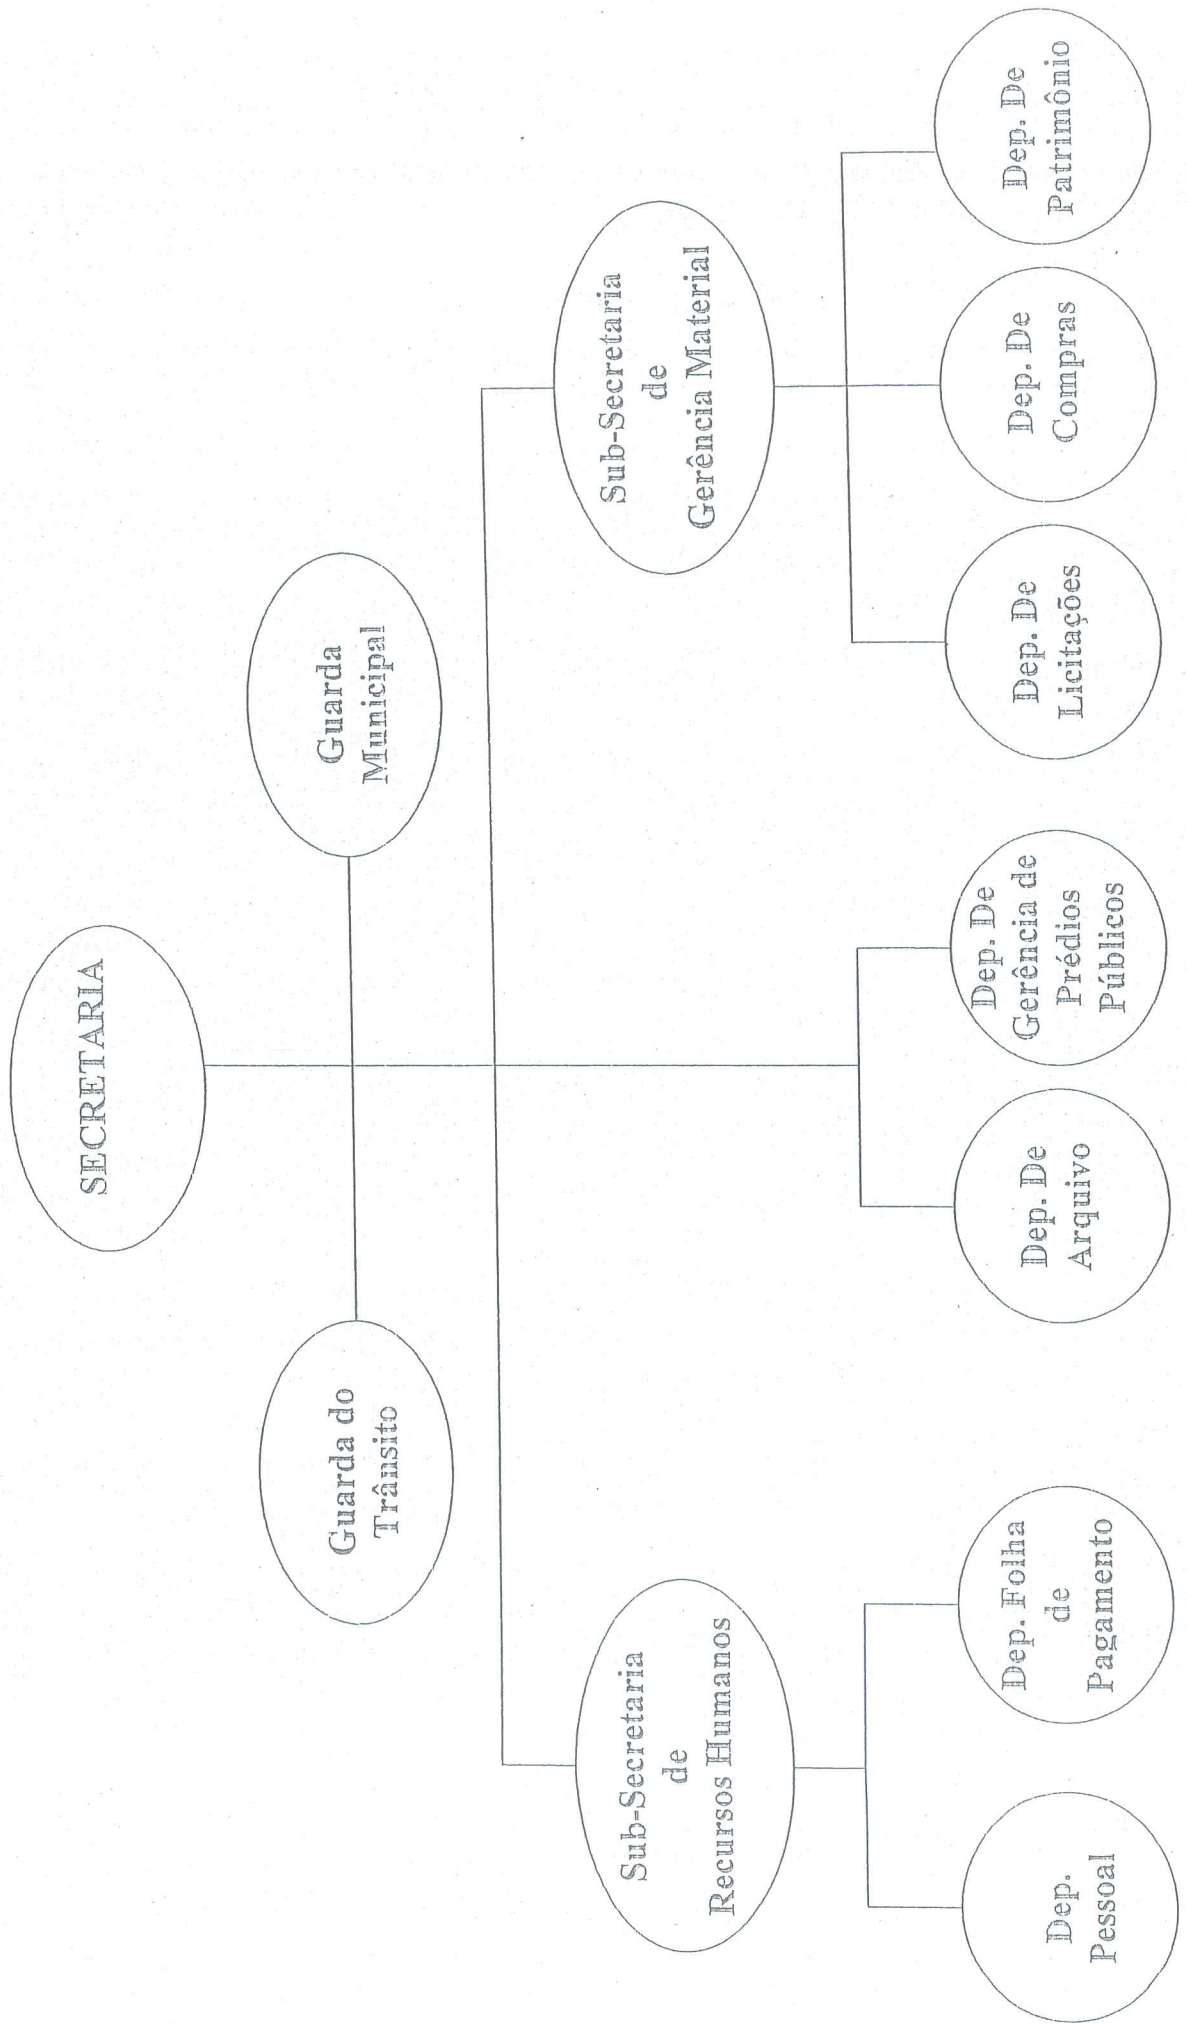 SECRETARIA
Guarda do
Trânsito
Guarda
Municipal
Sub-Secretaria
de
Recursos Humanos
Sub-Secretaria
de
Gerência Material
Dep.
Pessoal
Dep. Folha
de
Pagamento
Dep. De
Arquivo
Dep. De
Gerência de
Prédios
Públicos
Dep. De
Licitações
Dep. De
Compras
Dep. De
Patrimônio